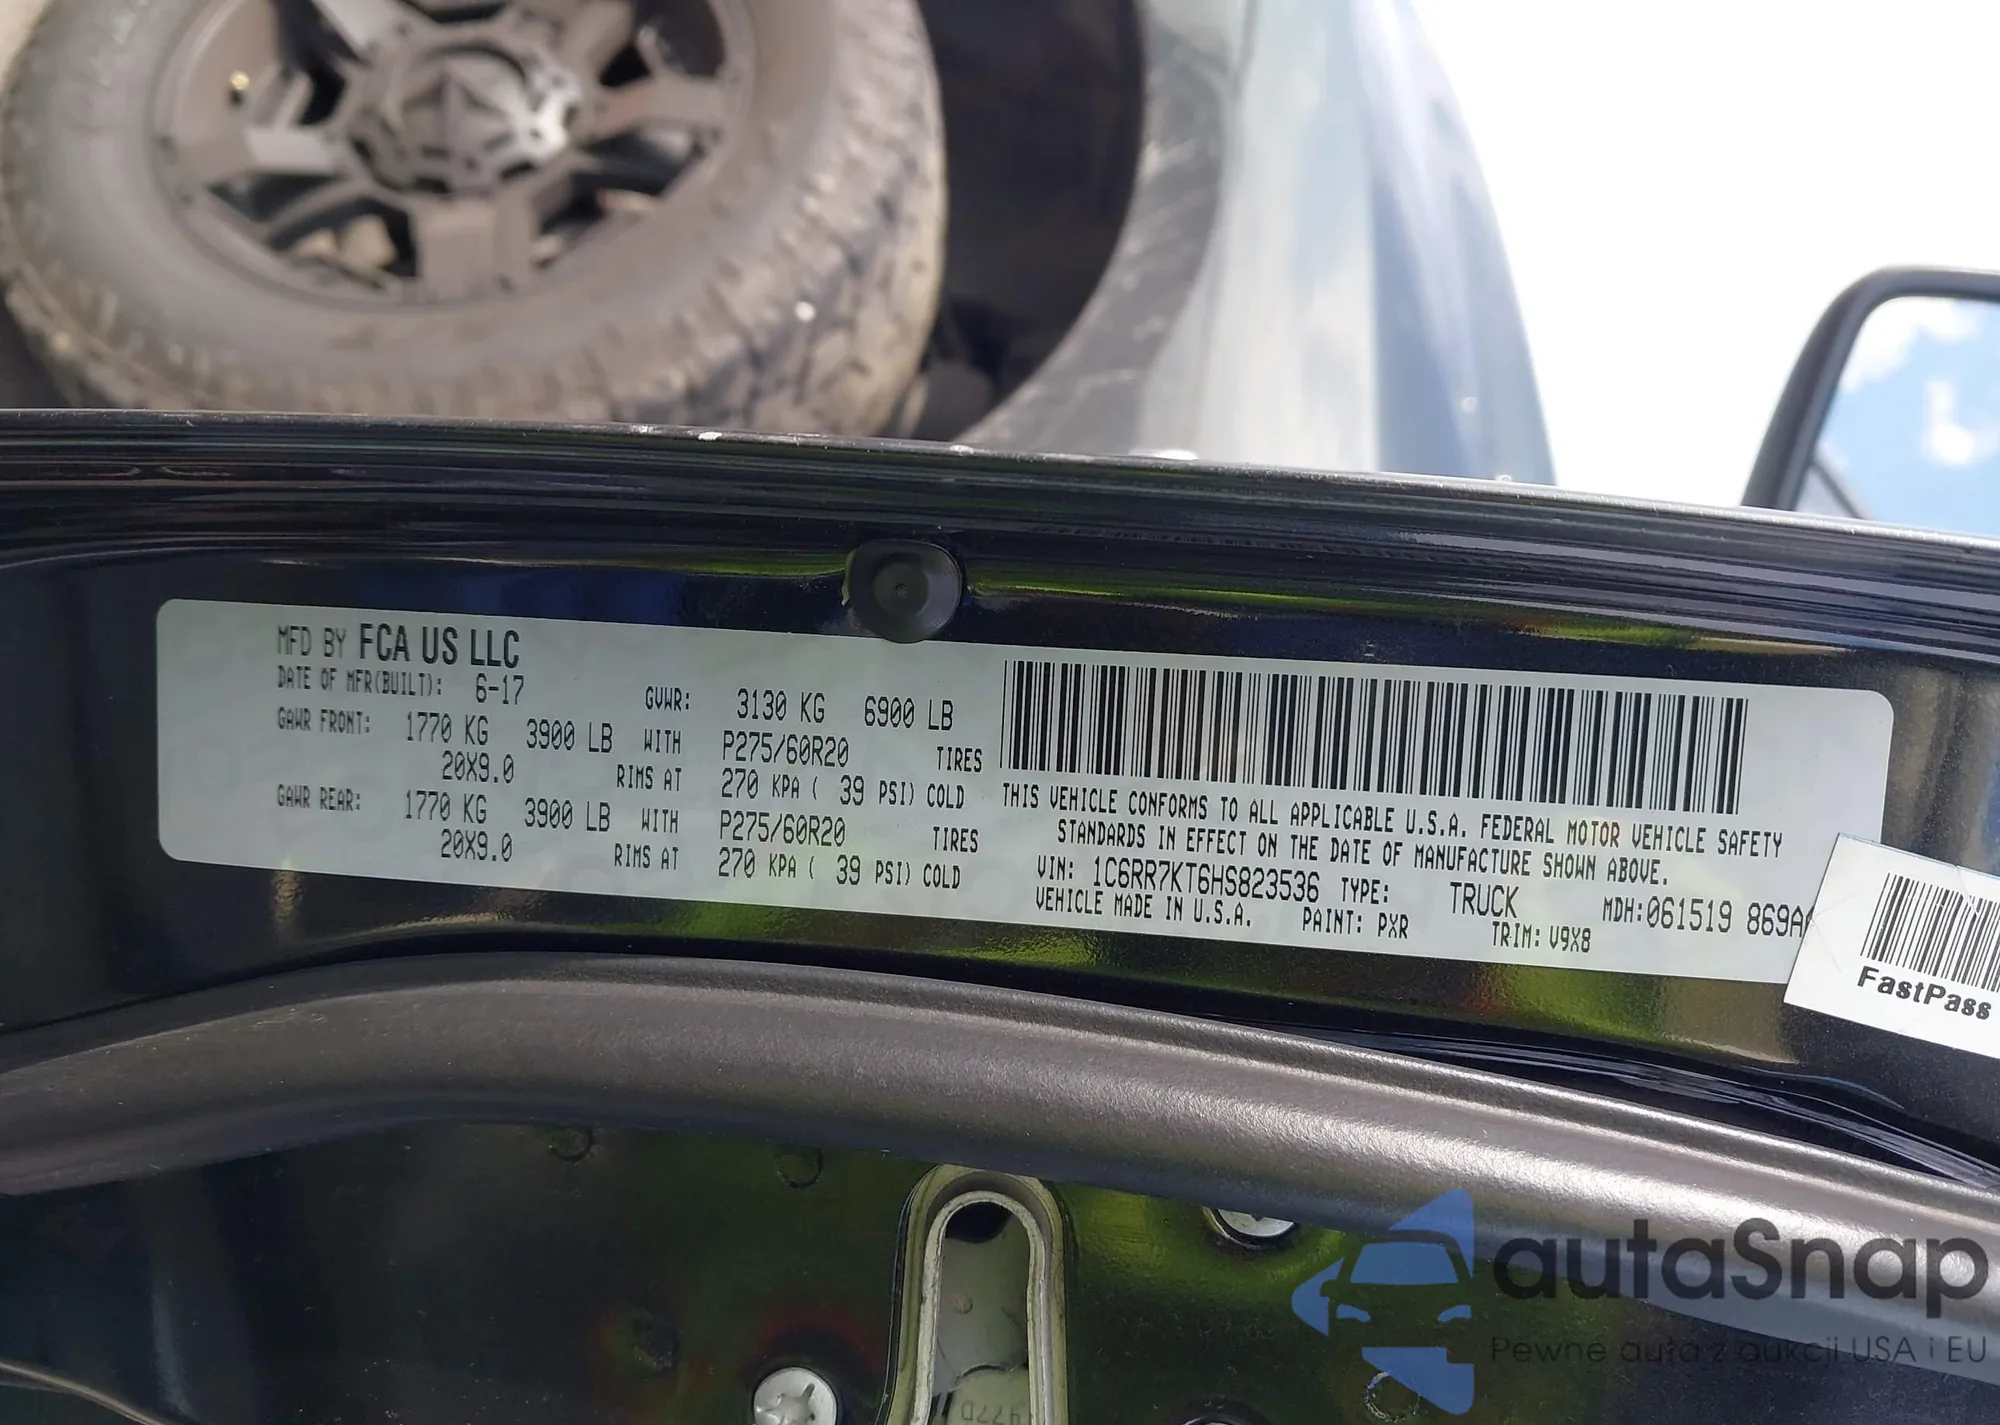 MFD BY FCA US LLC
DATE OF MFR(BUILT): 6-17
GVWR: 3130 KG 6900 LB
GAWR FRONT: 1770 KG 3900 LB WITH P275/60R20 TIRES
20X9.0 RIMS AT 270 KPA ( 39 PSI) COLD
GAWR REAR: 1770 KG 3900 LB WITH P275/60R20 TIRES
20X9.0 RIMS AT 270 KPA ( 39 PSI) COLD
THIS VEHICLE CONFORMS TO ALL APPLICABLE U.S.A. FEDERAL MOTOR VEHICLE SAFETY
STANDARDS IN EFFECT ON THE DATE OF MANUFACTURE SHOWN ABOVE.
VIN: 1C6RR7KT6HS823536 TYPE: TRUCK MDH:061519 869A
VEHICLE MADE IN U.S.A. PAINT: PXR TRIM: V9X8
FastPass
autaSnap
Pewne auta z aukcji USA i EU